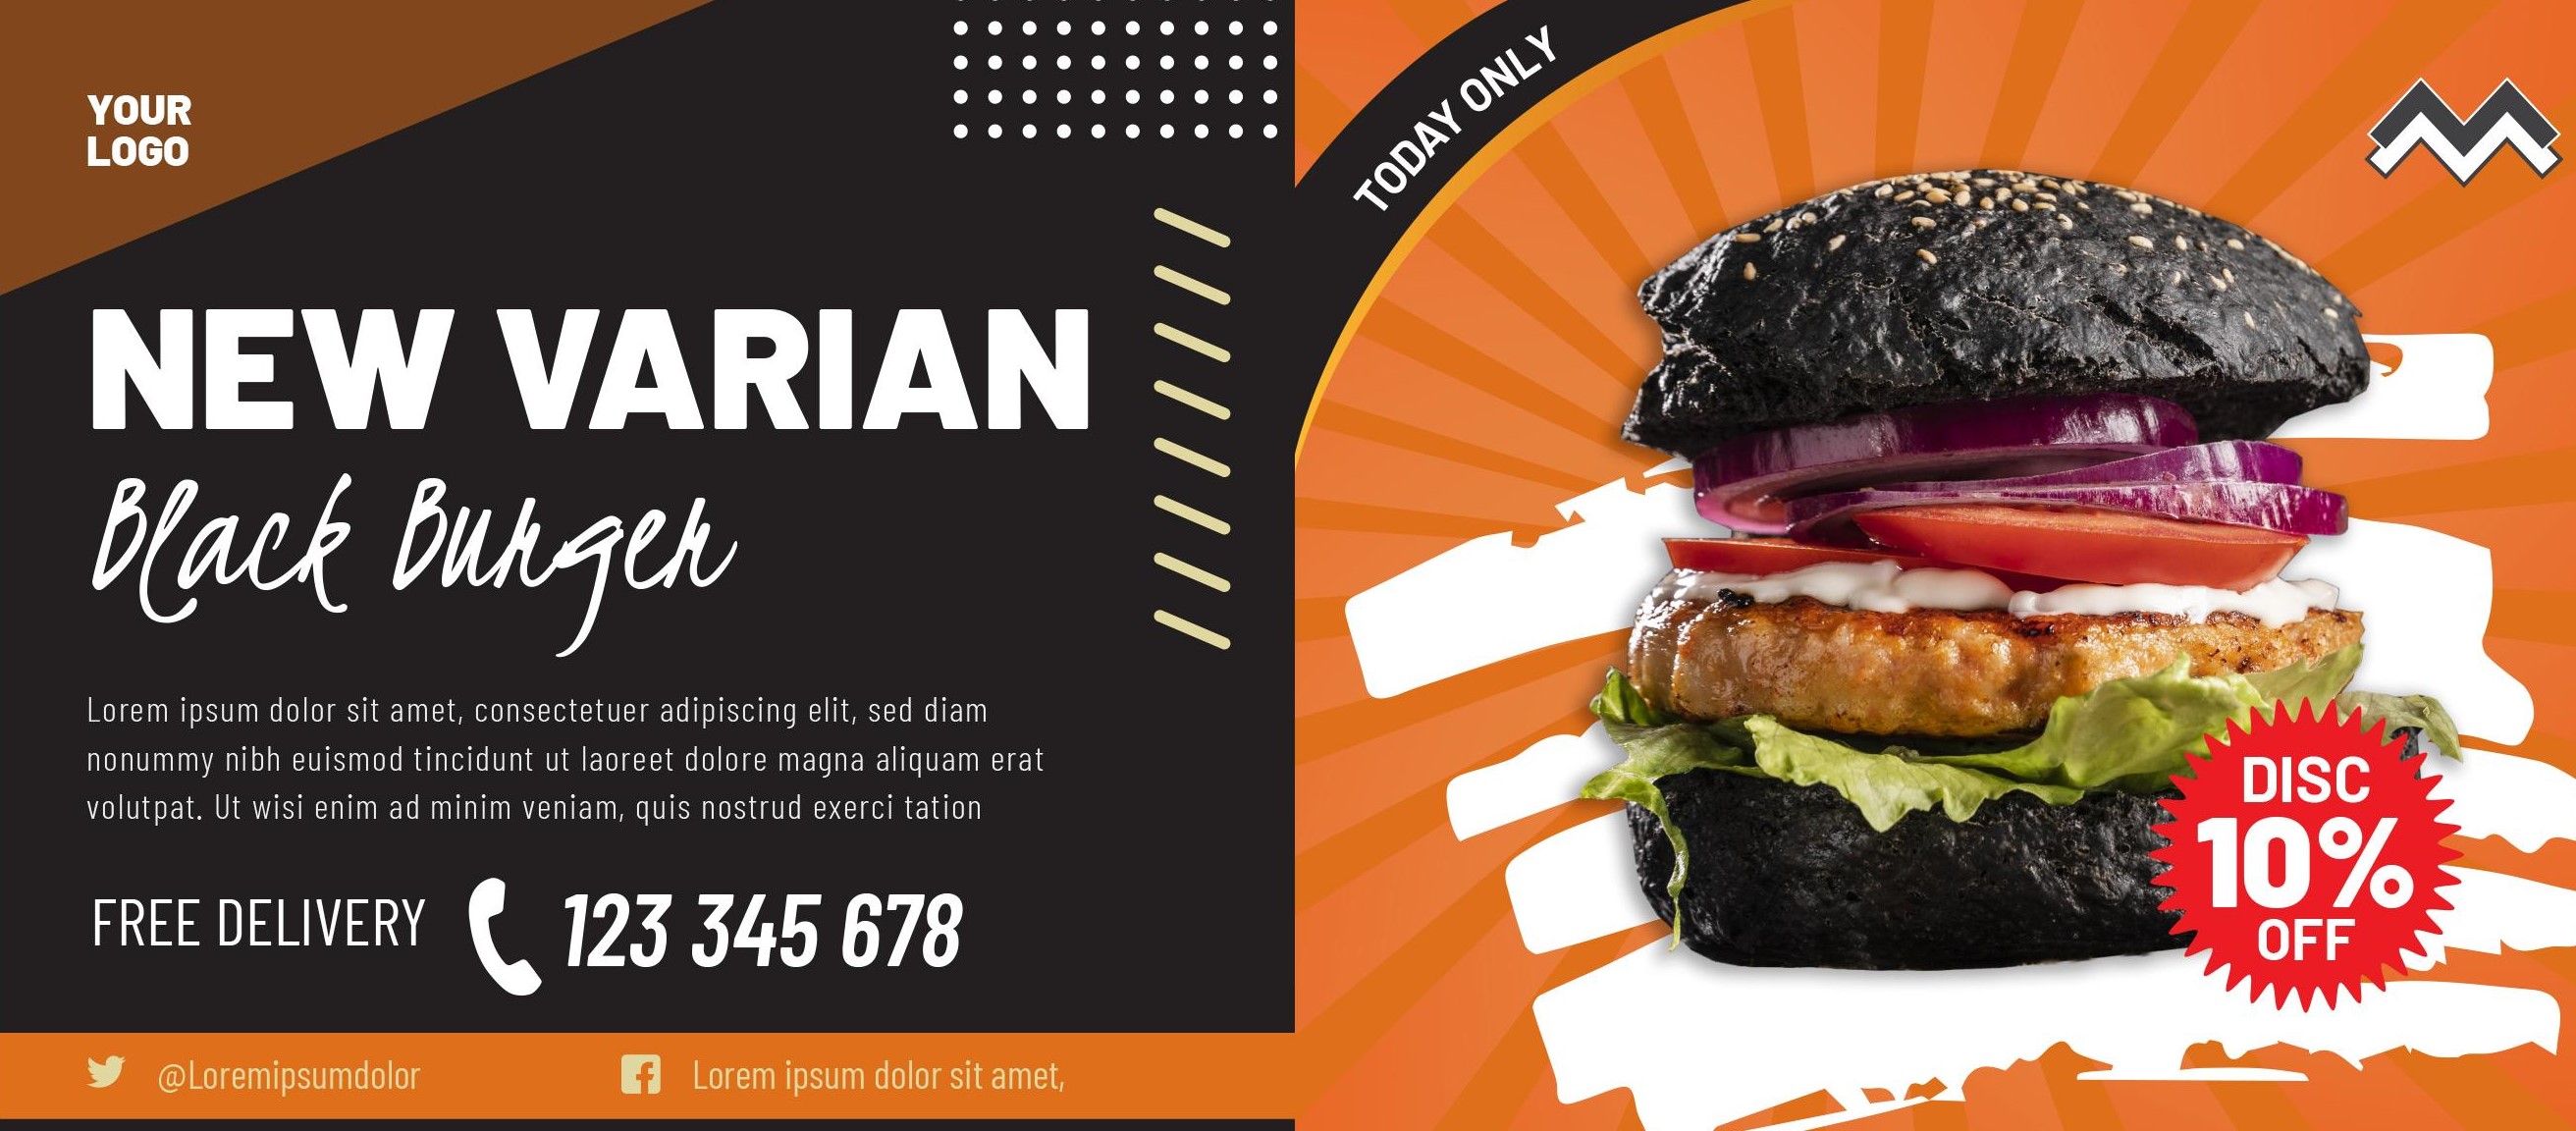 YOUR
LOGO
NEW VARIAN
Black Burger
Lorem ipsum dolor sit amet, consectetuer adipiscing elit, sed diam
nonummy nibh euismod tincidunt ut laoreet dolore magna aliquam erat
volutpat. Ut wisi enim ad minim veniam, quis nostrud exerci tation
FREE DELIVERY 123 345 678
@Loremipsumdolor Lorem ipsum dolor sit amet,
TODAY ONLY
DISC
10%
OFF